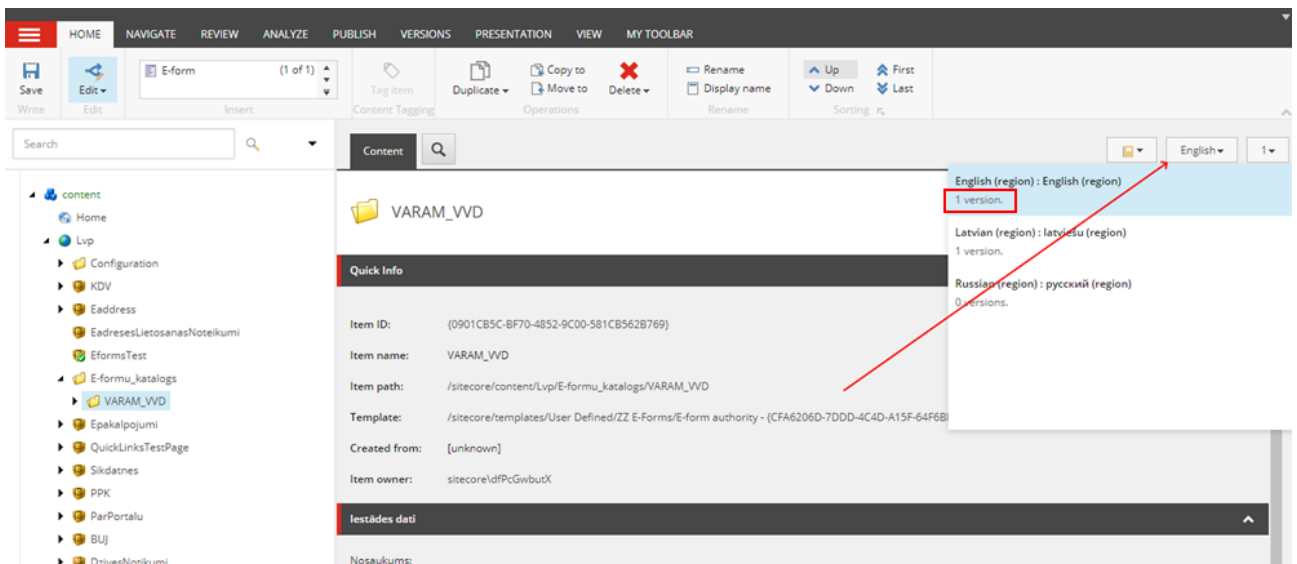 HOME NAVIGATE REVIEW ANALYZE PUBLISH VERSIONS PRESENTATION VIEW MY TOOLBAR
Save
Write
Edit
Edit
E-form (1 of 1)
Insert
Tag item
Content Tagging
Duplicate
Copy to
Move to
Delete
Operations
Rename
Display name
Rename
Up
Down
First
Last
Sorting
Search
content
Home
Lvp
Configuration
KDV
Eaddress
EadresesLietosanasNoteikumi
EformsTest
E-formu_katalogs
VARAM_VVD
Epakalpojumi
QuickLinksTestPage
Sikdatnes
PPK
ParPortalu
BUJ
DzivesNotikumi
Content
English 1
VARAM_VVD
Quick Info
Item ID: {0901CB5C-BF70-4852-9C00-581CB562B769}
Item name: VARAM_VVD
Item path: /sitecore/content/Lvp/E-formu_katalogs/VARAM_VVD
Template: /sitecore/templates/User Defined/ZZ E-Forms/E-form authority - {CFA6206D-7DDD-4C4D-A15F-64F6B
Created from: [unknown]
Item owner: sitecore\dfPcGwbutX
Iestādes dati
Nosaukums:
English (region) : English (region)
1 version.
Latvian (region) : latviešu (region)
1 version.
Russian (region) : русский (region)
0 versions.